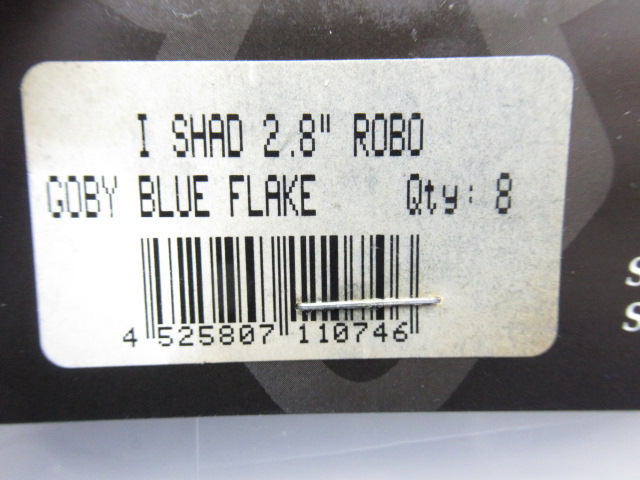 I SHAD 2.8" ROBO
GOBY BLUE FLAKE Qty: 8
4 525807 110746